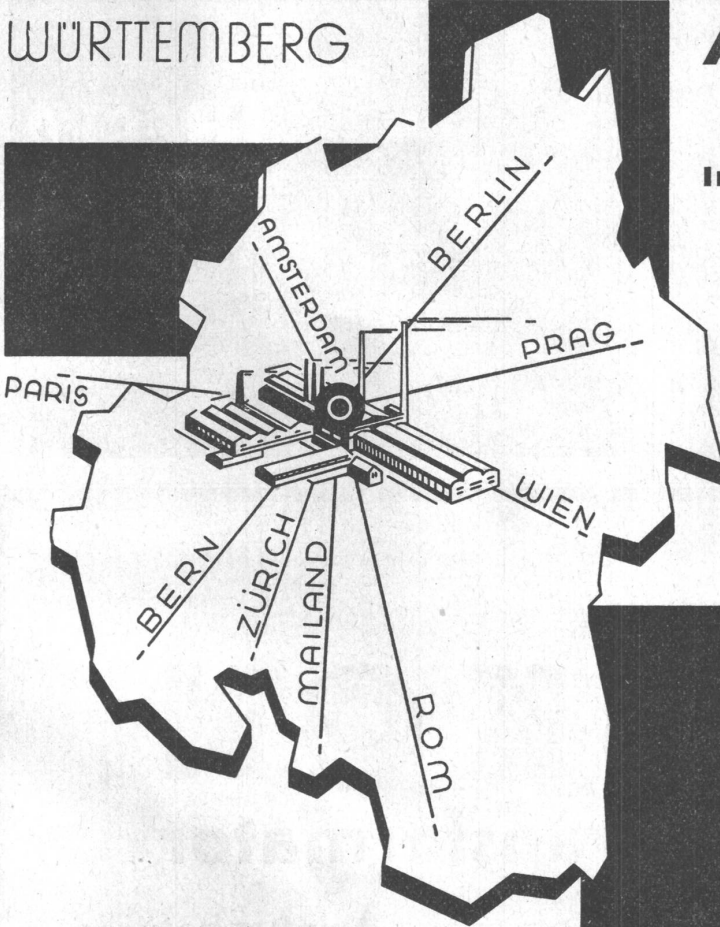 WÜRTTEMBERG
AMSTERDAM
BERLIN
PRAG
PARIS
WIEN
BERN
ZÜRICH
MAILAND
ROM